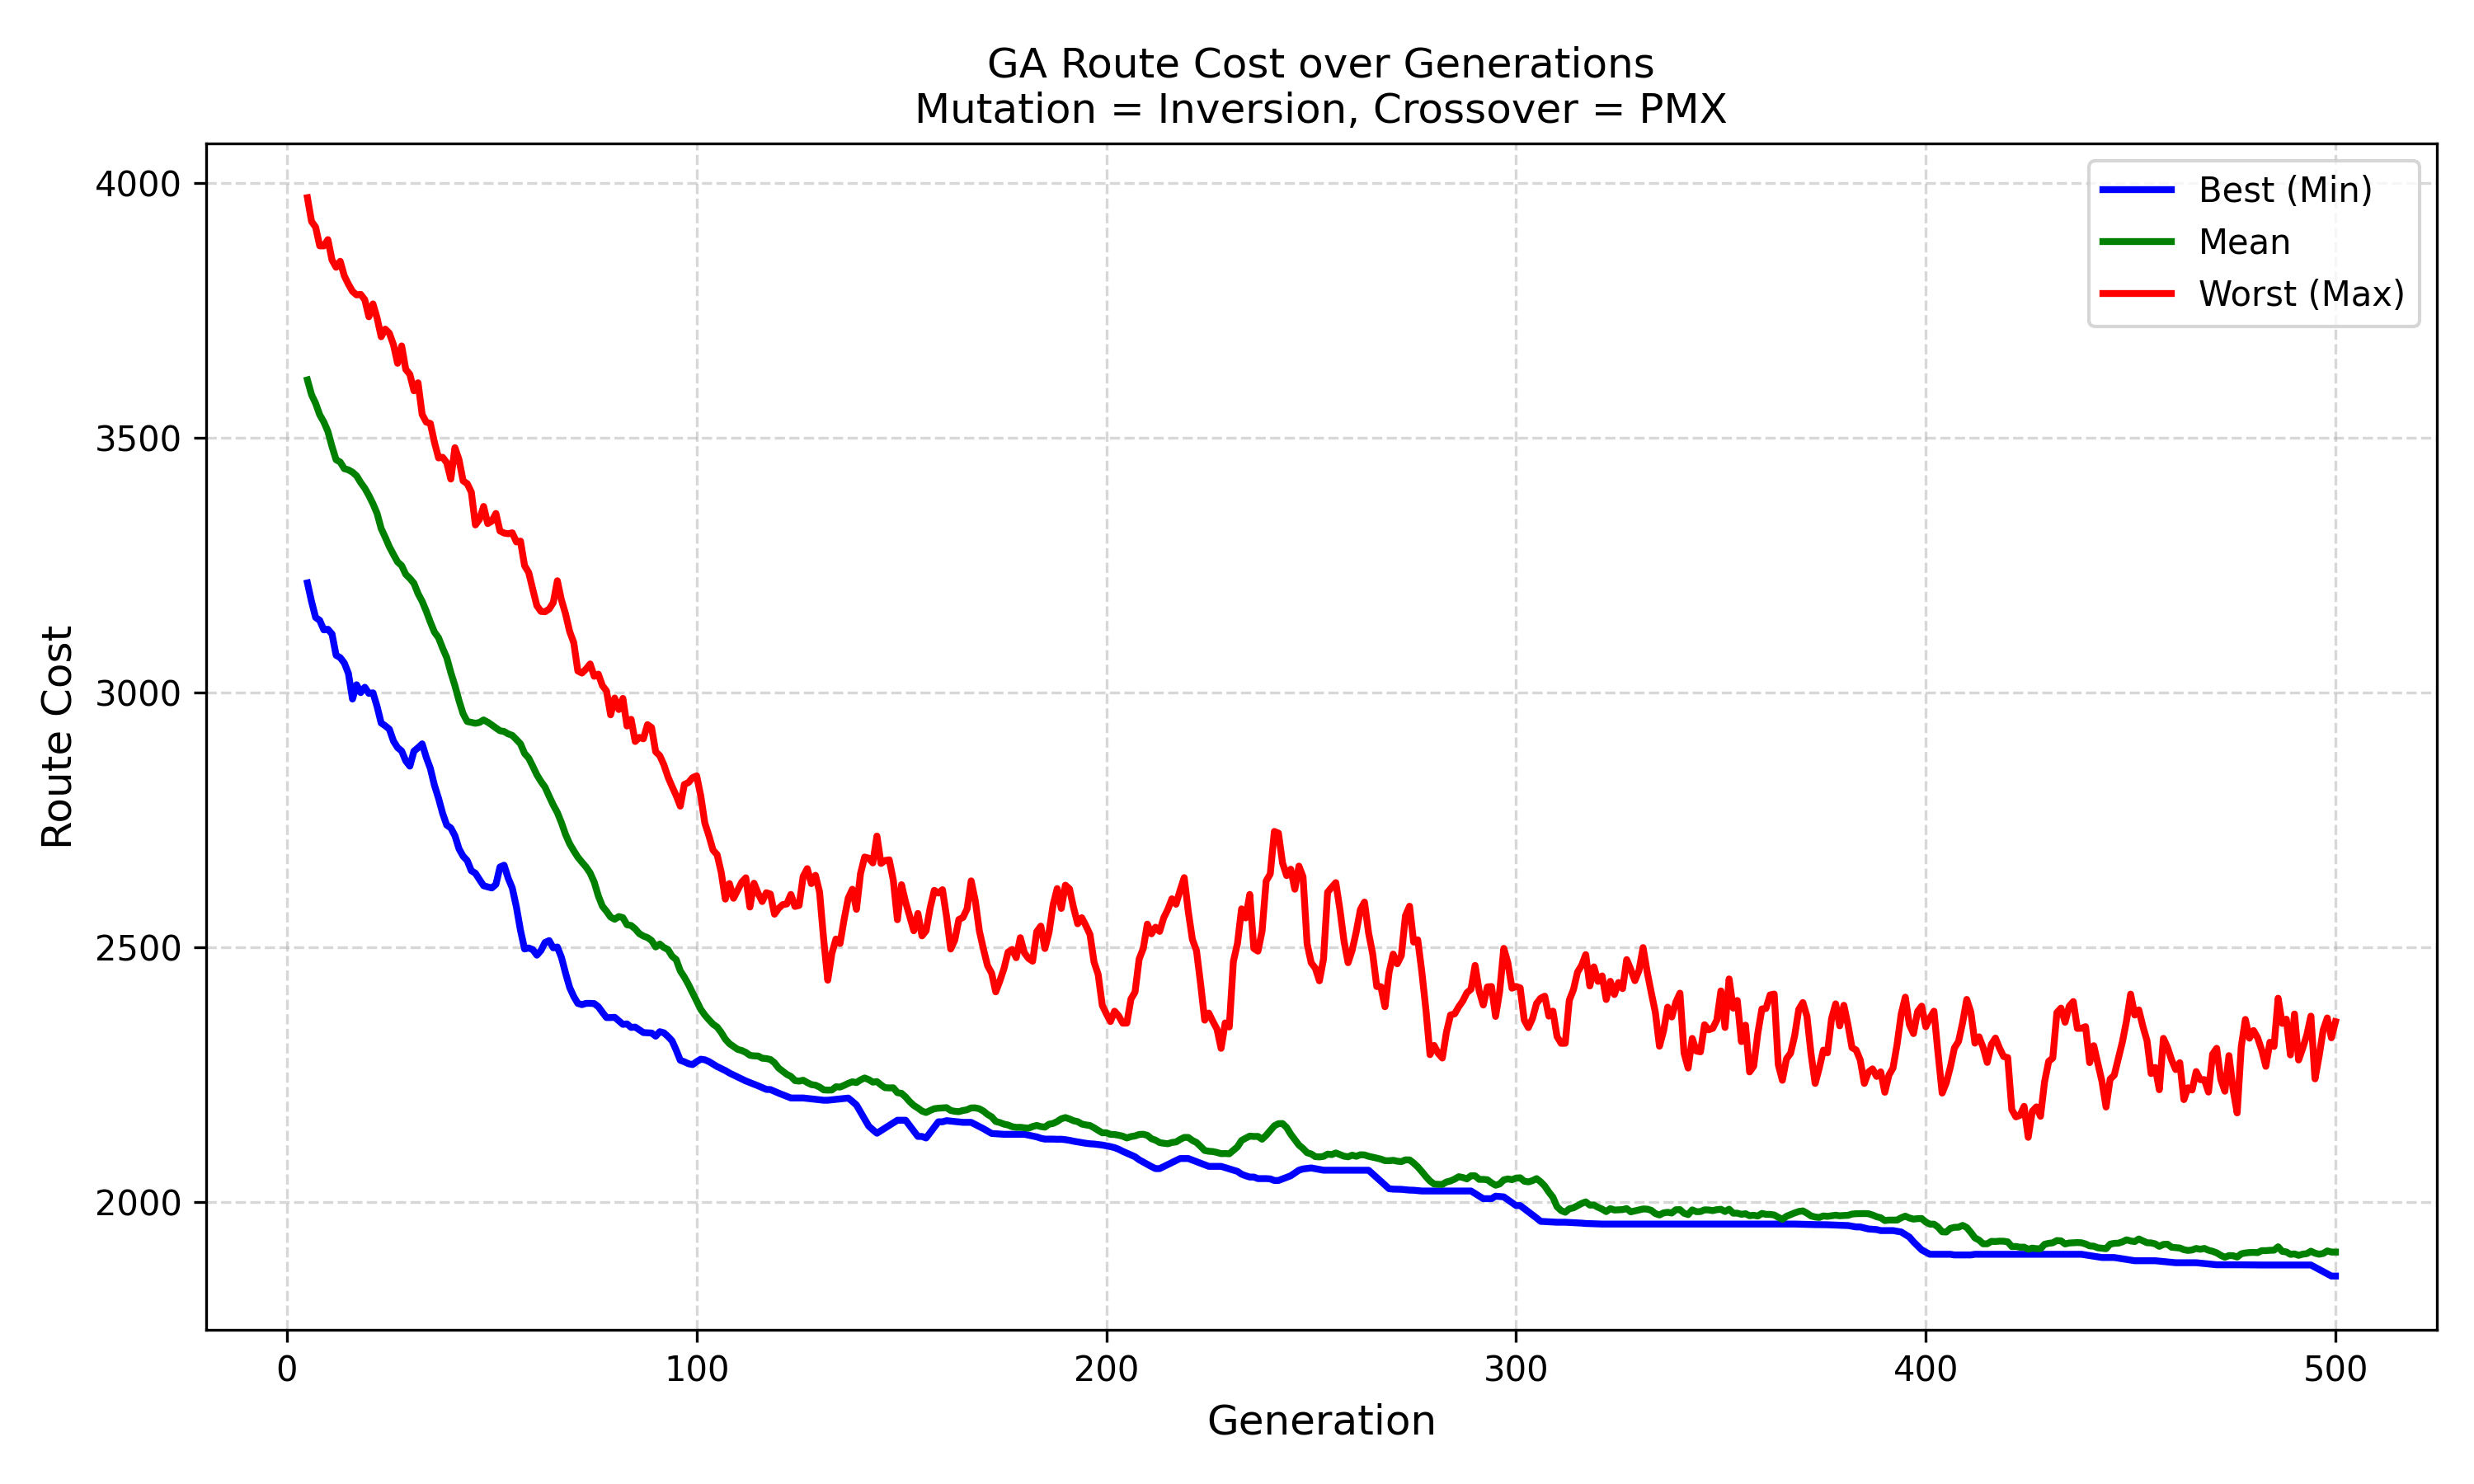 GA Route Cost over Generations
Mutation = Inversion, Crossover = PMX
Best (Min)
Mean
Worst (Max)
Route Cost
4000
3500
3000
2500
2000
0
100
200
300
400
500
Generation